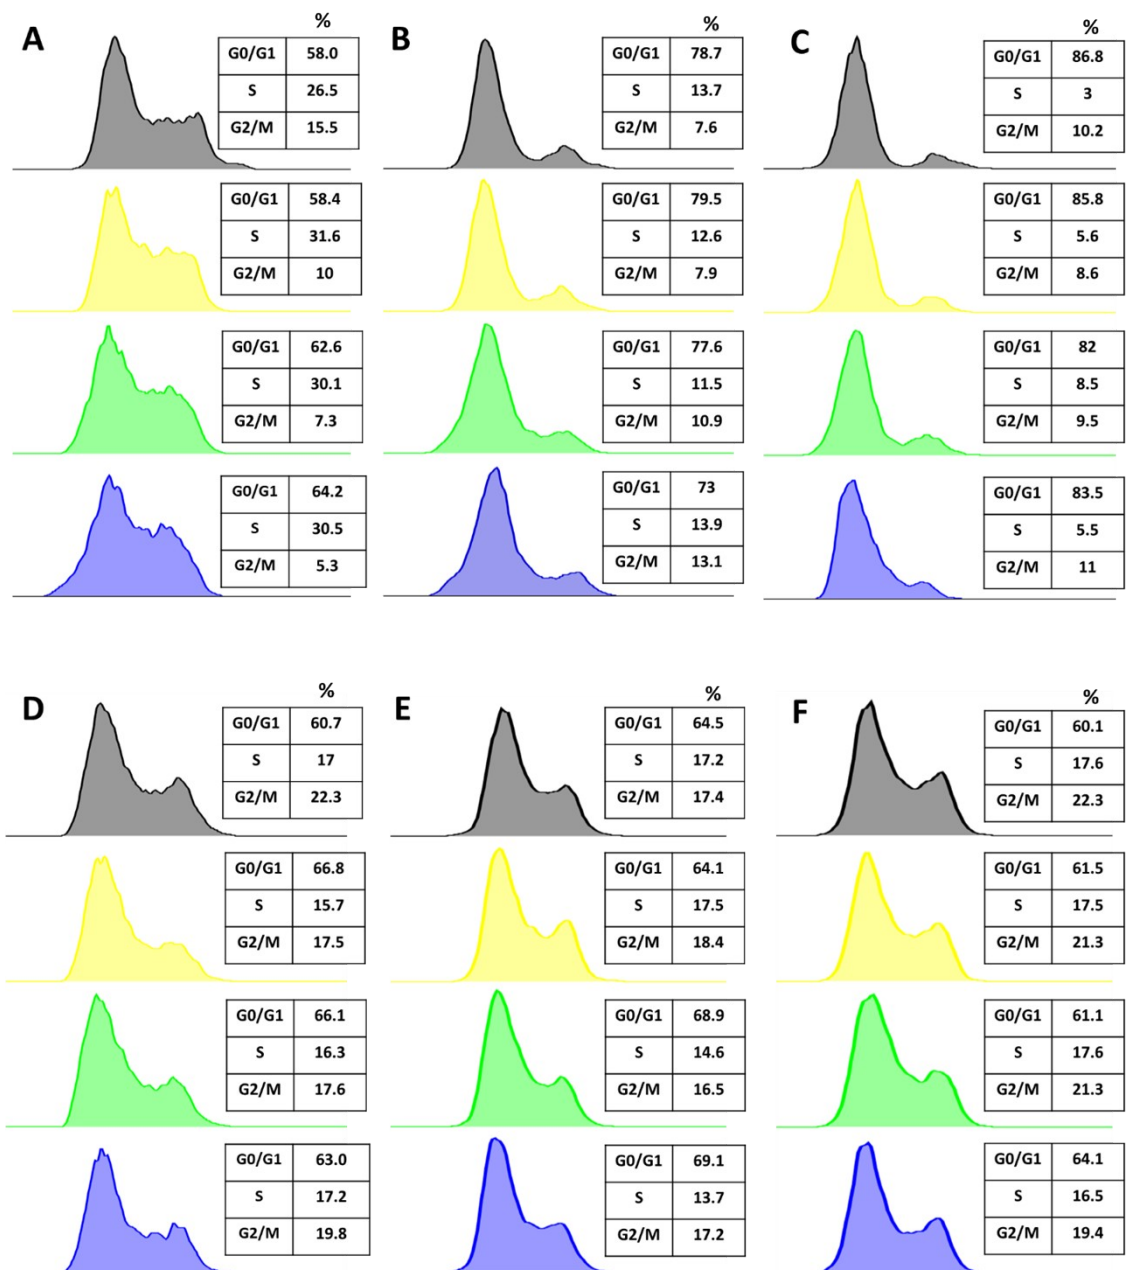 A
%
G0/G1 58.0
S 26.5
G2/M 15.5
G0/G1 58.4
S 31.6
G2/M 10
G0/G1 62.6
S 30.1
G2/M 7.3
G0/G1 64.2
S 30.5
G2/M 5.3
B
%
G0/G1 78.7
S 13.7
G2/M 7.6
G0/G1 79.5
S 12.6
G2/M 7.9
G0/G1 77.6
S 11.5
G2/M 10.9
G0/G1 73
S 13.9
G2/M 13.1
C
%
G0/G1 86.8
S 3
G2/M 10.2
G0/G1 85.8
S 5.6
G2/M 8.6
G0/G1 82
S 8.5
G2/M 9.5
G0/G1 83.5
S 5.5
G2/M 11
D
%
G0/G1 60.7
S 17
G2/M 22.3
G0/G1 66.8
S 15.7
G2/M 17.5
G0/G1 66.1
S 16.3
G2/M 17.6
G0/G1 63.0
S 17.2
G2/M 19.8
E
%
G0/G1 64.5
S 17.2
G2/M 17.4
G0/G1 64.1
S 17.5
G2/M 18.4
G0/G1 68.9
S 14.6
G2/M 16.5
G0/G1 69.1
S 13.7
G2/M 17.2
F
%
G0/G1 60.1
S 17.6
G2/M 22.3
G0/G1 61.5
S 17.5
G2/M 21.3
G0/G1 61.1
S 17.6
G2/M 21.3
G0/G1 64.1
S 16.5
G2/M 19.4